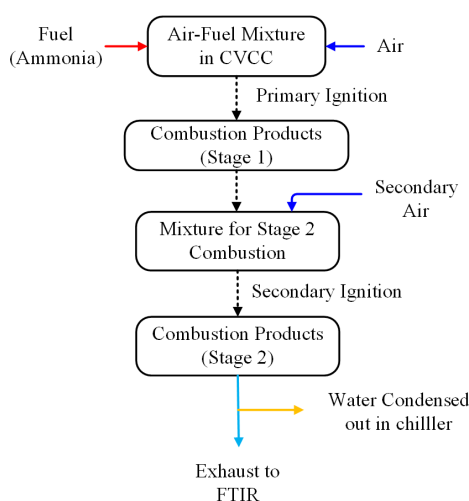 Fuel
(Ammonia)
Air-Fuel Mixture
in CVCC
Air
Primary Ignition
Combustion Products
(Stage 1)
Secondary
Air
Mixture for Stage 2
Combustion
Secondary Ignition
Combustion Products
(Stage 2)
Water Condensed
out in chilller
Exhaust to
FTIR